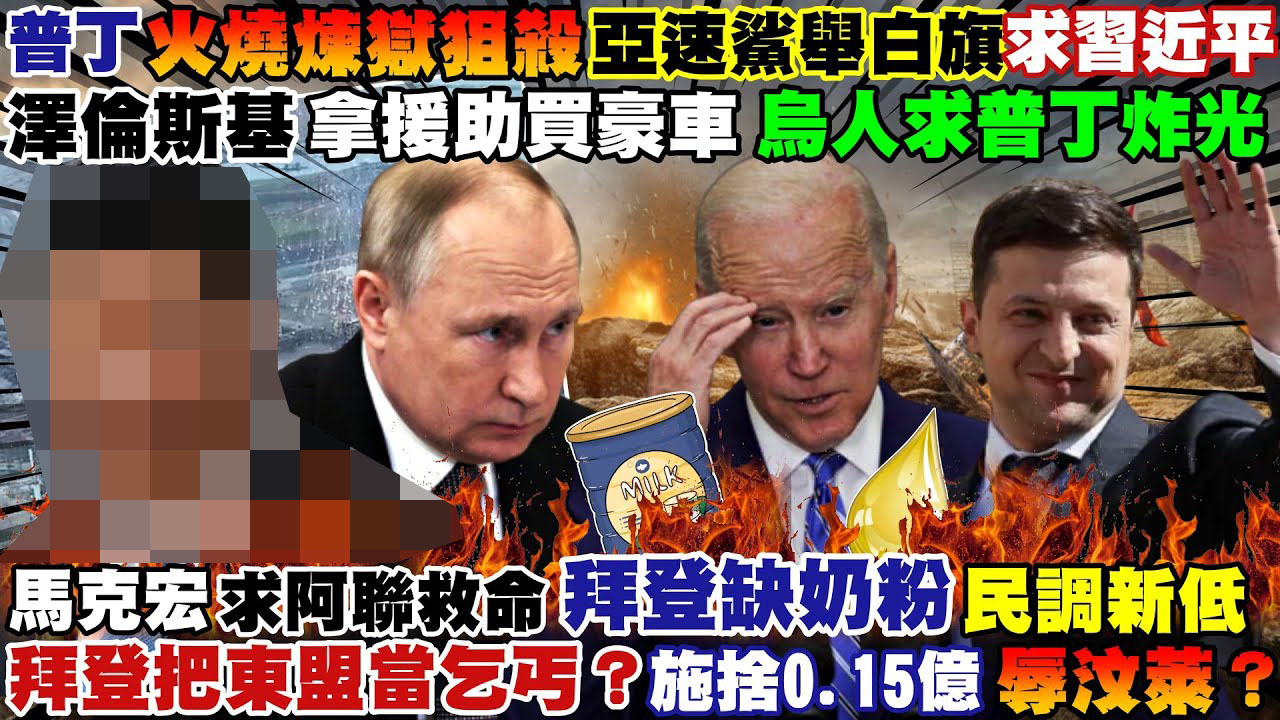 普丁火燒煉獄狙殺亞速鯊舉白旗求習近平
澤倫斯基 拿援助買豪車 烏人求普丁炸光
MILK
馬克宏求阿聯救命 拜登缺奶粉 民調新低
拜登把東盟當乞丐？施捨0.15億 辱汶萊？